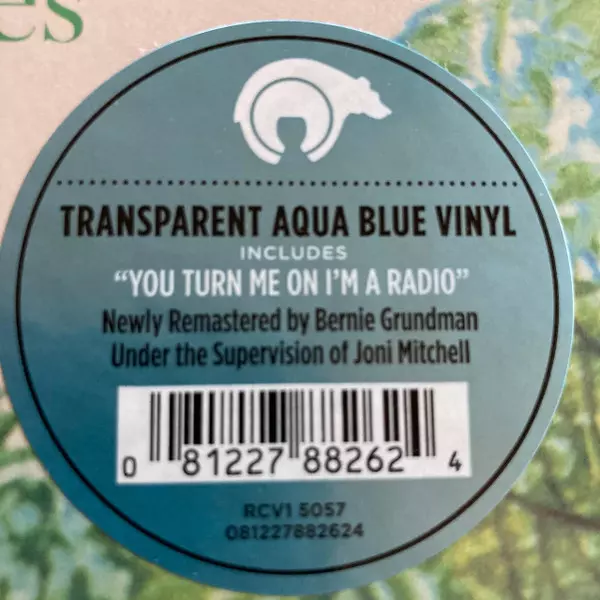 es
TRANSPARENT AQUA BLUE VINYL
INCLUDES
“YOU TURN ME ON I’M A RADIO”
Newly Remastered by Bernie Grundman
Under the Supervision of Joni Mitchell
0 81227 88262 4
RCV1 5057
081227882624